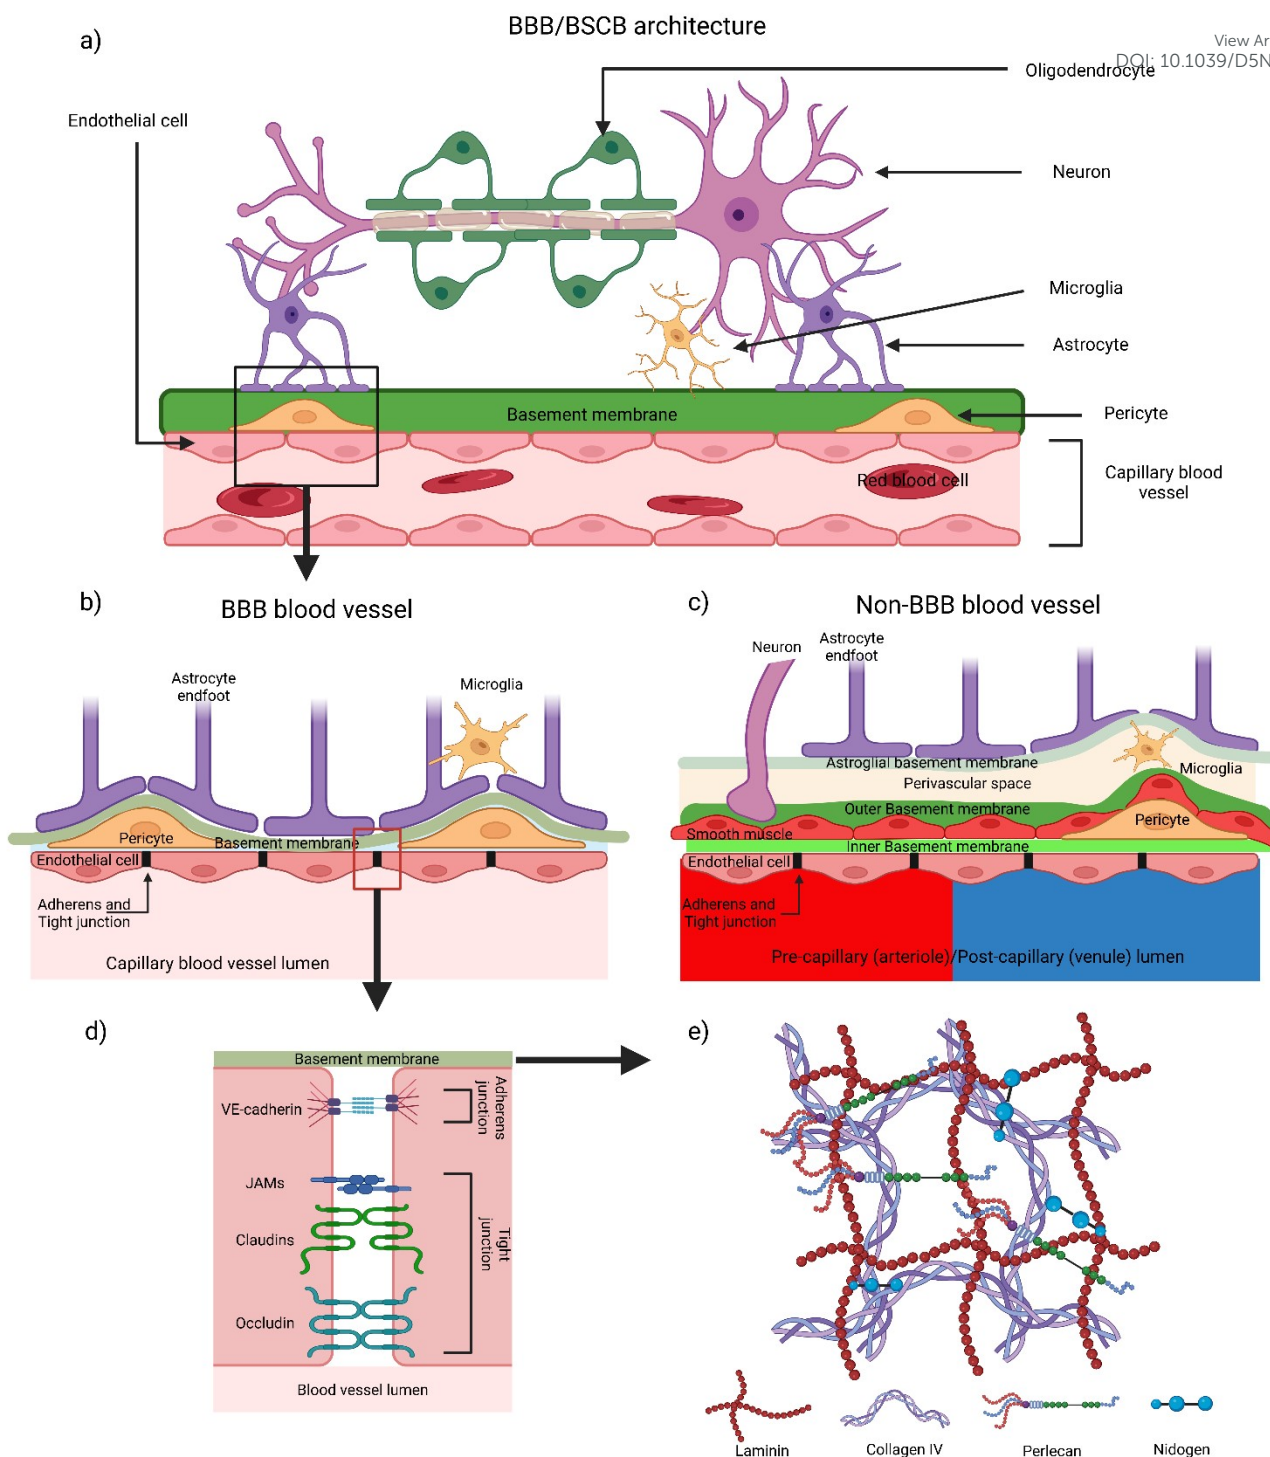 BBB/BSCB architecture
a)
View Ar
DOI: 10.1039/D5N
Oligodendrocyte
Endothelial cell
Neuron
Microglia
Astrocyte
Basement membrane
Pericyte
Red blood cell
Capillary blood
vessel
b)
BBB blood vessel
Astrocyte
endfoot
Microglia
Pericyte
Basement membrane
Endothelial cell
Adherens and
Tight junction
Capillary blood vessel lumen
c)
Non-BBB blood vessel
Neuron
Astrocyte
endfoot
Astroglial basement membrane
Microglia
Perivascular space
Outer Basement membrane
Pericyte
Smooth muscle
Inner Basement membrane
Endothelial cell
Adherens and
Tight junction
Pre-capillary (arteriole)/Post-capillary (venule) lumen
d)
Basement membrane
VE-cadherin
Adherens
junction
JAMs
Claudins
Tight
junction
Occludin
Blood vessel lumen
e)
Laminin
Collagen IV
Perlecan
Nidogen